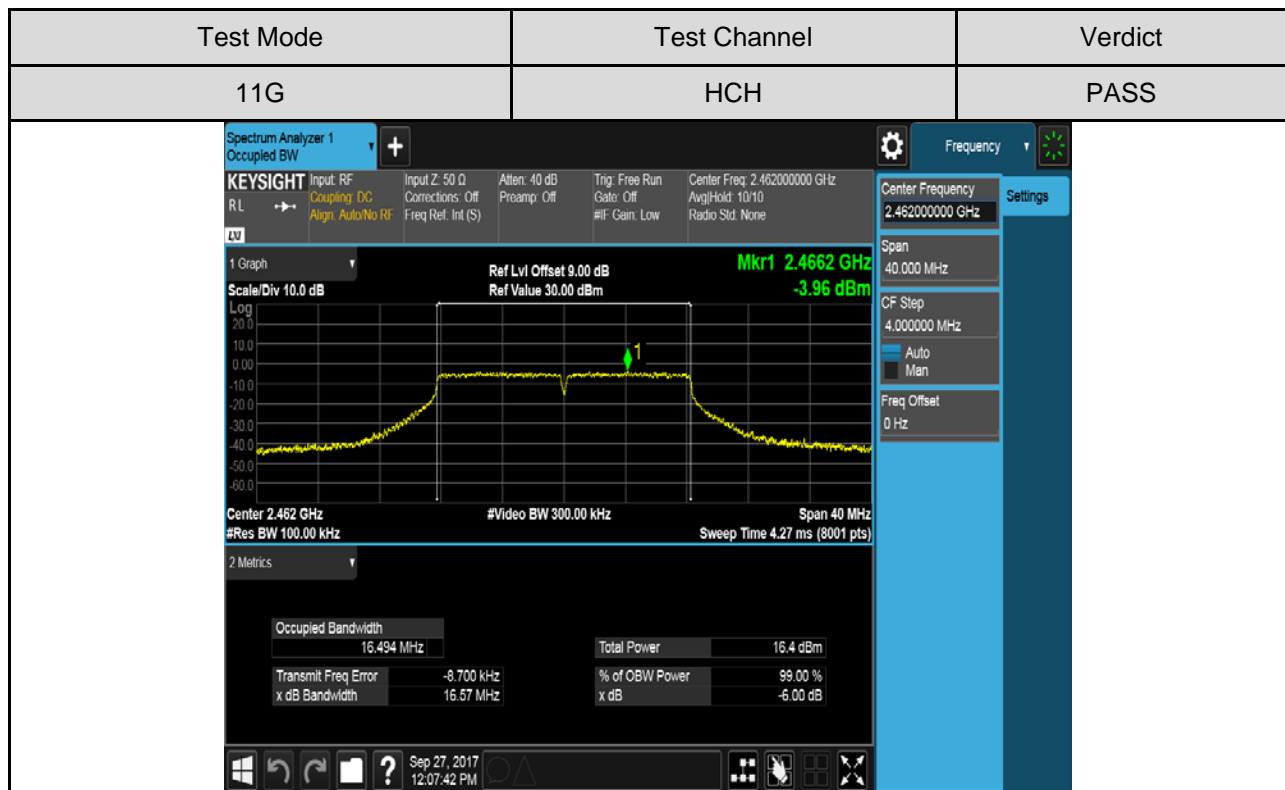 Test Mode Test Channel Verdict
11G HCH PASS
Spectrum Analyzer 1
Occupied BW
+
Frequency
KEYSIGHT Input: RF Input Z: 50 Ω Atten: 40 dB Trig: Free Run Center Freq: 2.462000000 GHz
RL Coupling: DC Corrections: Off Preamp: Off Gate: Off Avg|Hold: 10/10
Align: Auto/No RF Freq Ref: Int (S) #IF Gain: Low Radio Std: None
LXI
Center Frequency
2.462000000 GHz
Settings
Span
40.000 MHz
CF Step
4.000000 MHz
Auto
Man
Freq Offset
0 Hz
1 Graph
Scale/Div 10.0 dB
Ref Lvl Offset 9.00 dB
Ref Value 30.00 dBm
Mkr1 2.4662 GHz
-3.96 dBm
Log
20.0
10.0
0.00
-10.0
-20.0
-30.0
-40.0
-50.0
-60.0
1
Center 2.462 GHz #Video BW 300.00 kHz Span 40 MHz
#Res BW 100.00 kHz Sweep Time 4.27 ms (8001 pts)
2 Metrics
Occupied Bandwidth
16.494 MHz
Total Power 16.4 dBm
Transmit Freq Error -8.700 kHz % of OBW Power 99.00 %
x dB Bandwidth 16.57 MHz x dB -6.00 dB
?
Sep 27, 2017
12:07:42 PM